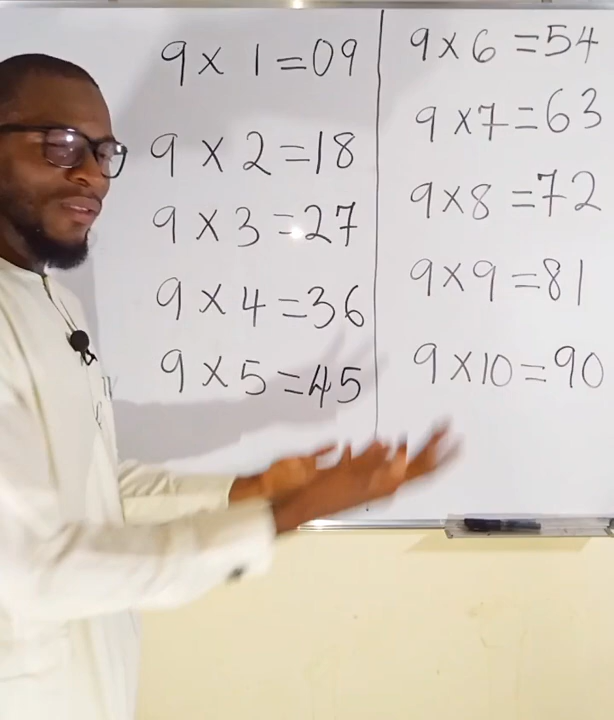 9 x 1 = 09
9 x 2 = 18
9 x 3 = 27
9 x 4 = 36
9 x 5 = 45
9 x 6 = 54
9 x 7 = 63
9 x 8 = 72
9 x 9 = 81
9 x 10 = 90